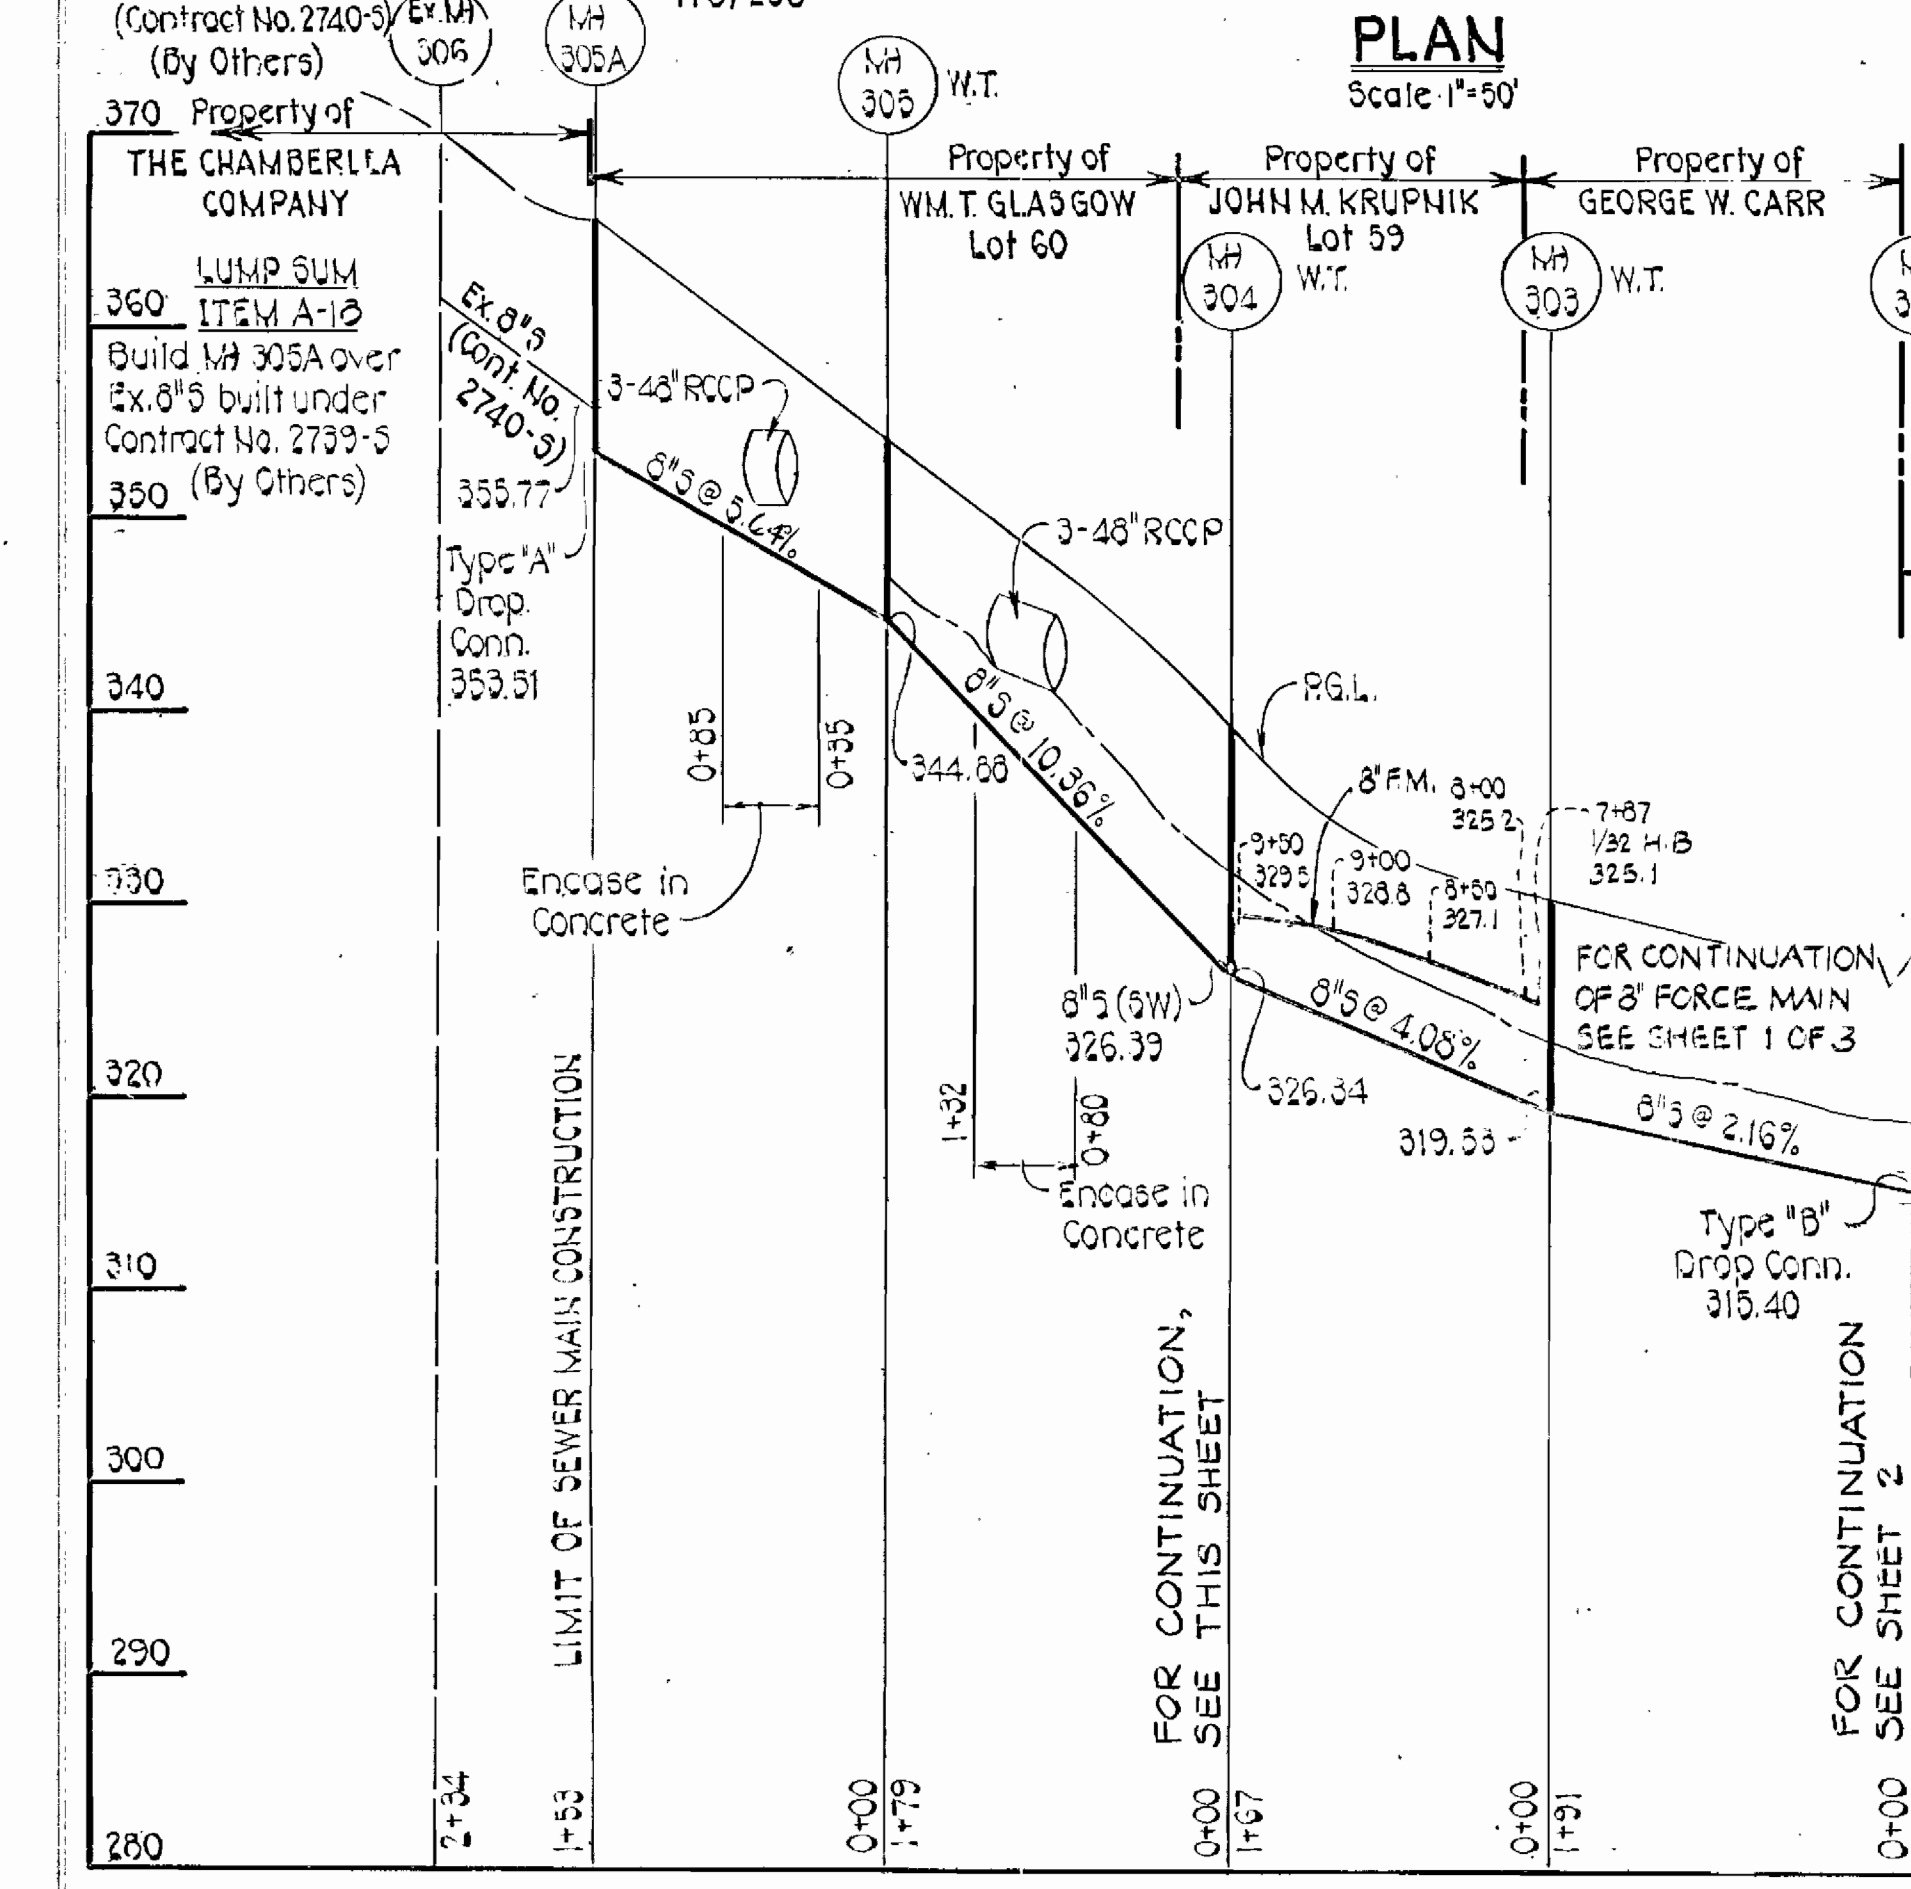 (Contract No. 2740-S)
(By Others)
Ex. MH
306
MH
305A
MH
305
W.T.
PLAN
Scale 1"=50'
370
Property of
THE CHAMBERLEA
COMPANY
Property of
WM. T. GLASGOW
Lot 60
Property of
JOHN M. KRUPNIK
Lot 59
Property of
GEORGE W. CARR
MH
304
W.T.
MH
303
W.T.
LUMP SUM
ITEM A-18
360
Build MH 305A over
Ex. 8"S built under
Contract No. 2739-S
(By Others)
350
Ex. 8"S
(Cont. No.
2740-S)
355.77
3-48" RCCP
8"S @ 5.64%
Type "A"
Drop
Conn.
353.51
3-48" RCCP
340
0+85
0+35
344.88
8"S @ 10.36%
P.G.L.
8" F.M.
8+00
325.2
7+87
1/32 H.B
325.1
9+50
329.5
9+00
328.8
8+50
327.1
330
Encase in
Concrete
FOR CONTINUATION
OF 8" FORCE MAIN
SEE SHEET 1 OF 3
8"S (SW)
326.39
8"S @ 4.08%
320
326.34
319.53
8"S @ 2.16%
1+32
0+80
Encase in
Concrete
Type "B"
Drop Conn.
315.40
310
300
290
280
LIMIT OF SEWER MAIN CONSTRUCTION
FOR CONTINUATION,
SEE THIS SHEET
FOR CONTINUATION
SEE SHEET 2
2+34
1+53
0+00
1+79
0+00
1+67
0+00
1+91
0+00